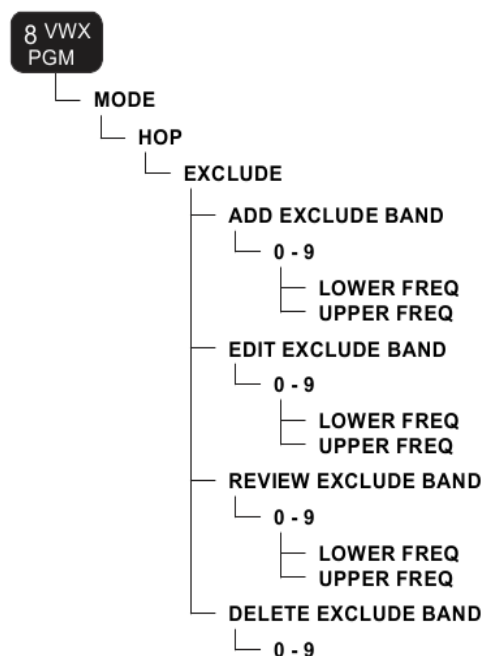 8 VWX
PGM
MODE
HOP
EXCLUDE
ADD EXCLUDE BAND
0 - 9
LOWER FREQ
UPPER FREQ
EDIT EXCLUDE BAND
0 - 9
LOWER FREQ
UPPER FREQ
REVIEW EXCLUDE BAND
0 - 9
LOWER FREQ
UPPER FREQ
DELETE EXCLUDE BAND
0 - 9